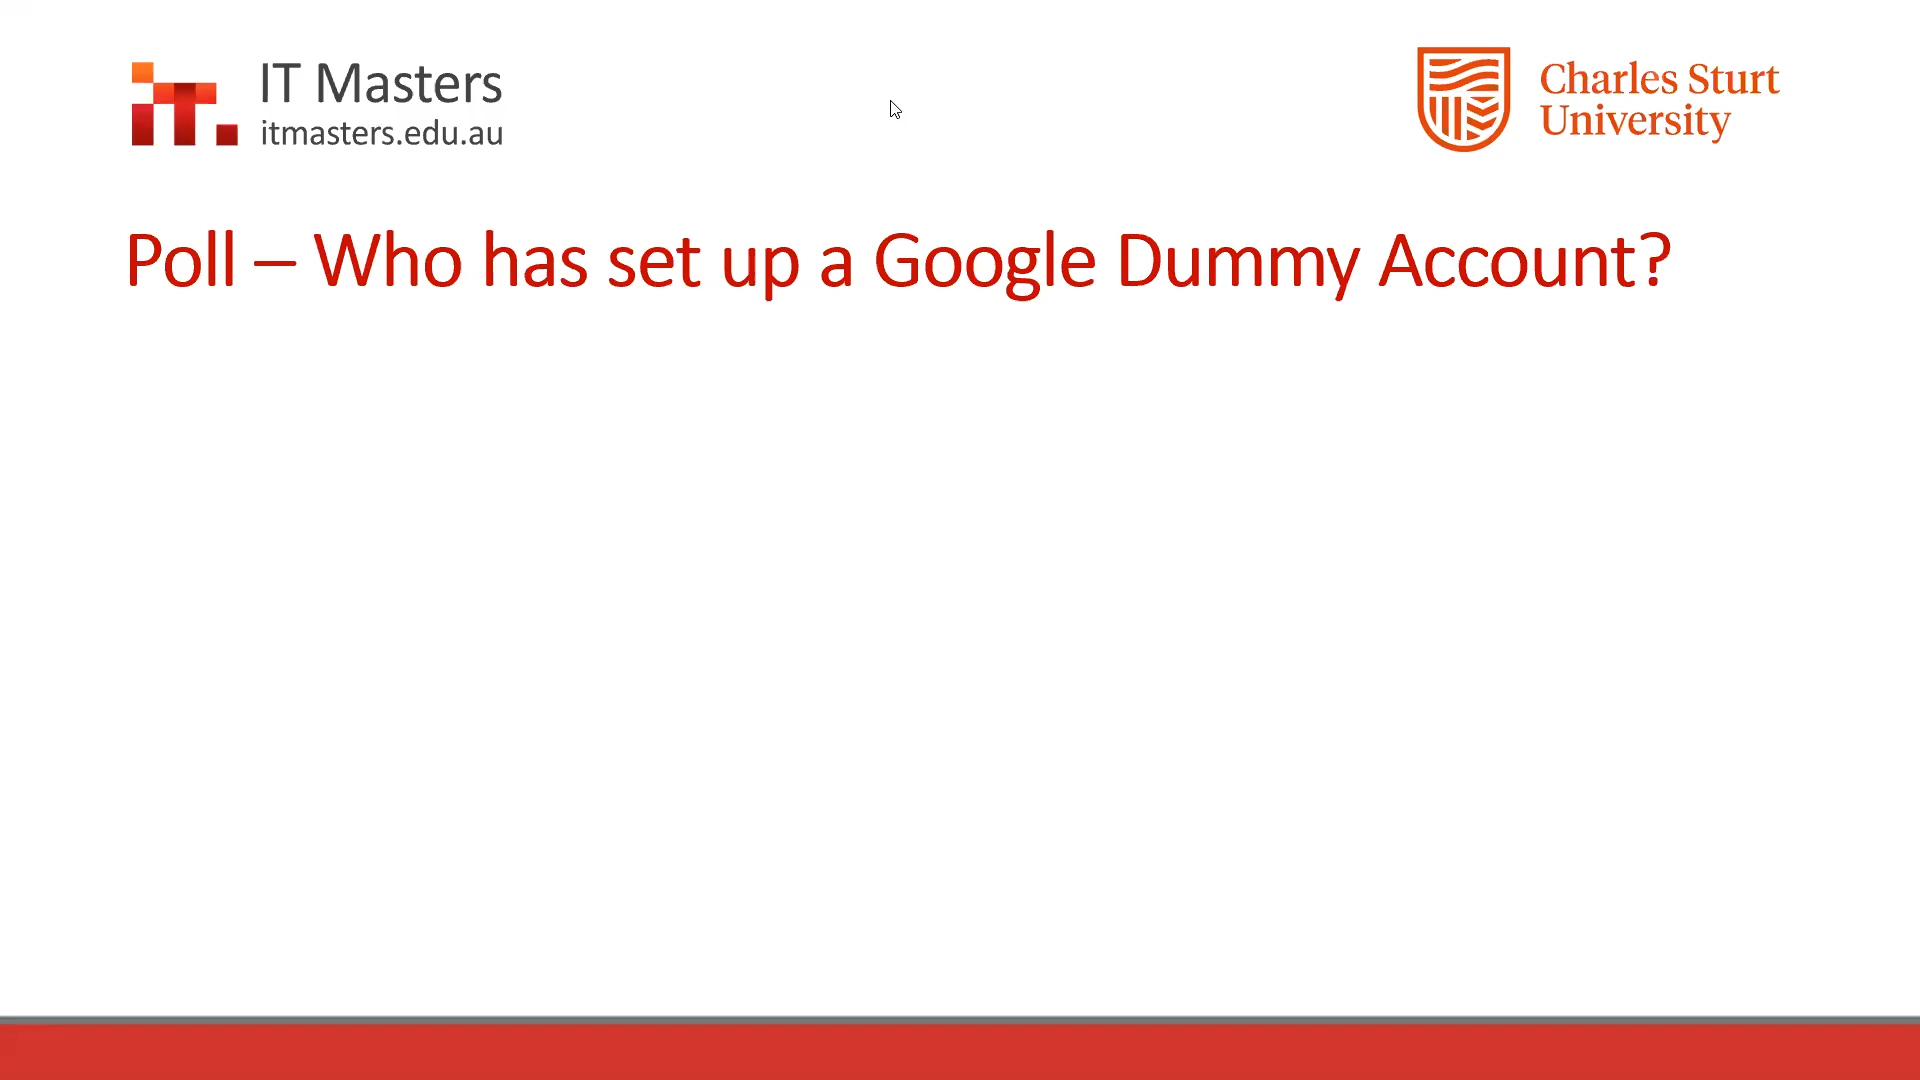 IT Masters
itmasters.edu.au
Charles Sturt
University
Poll – Who has set up a Google Dummy Account?